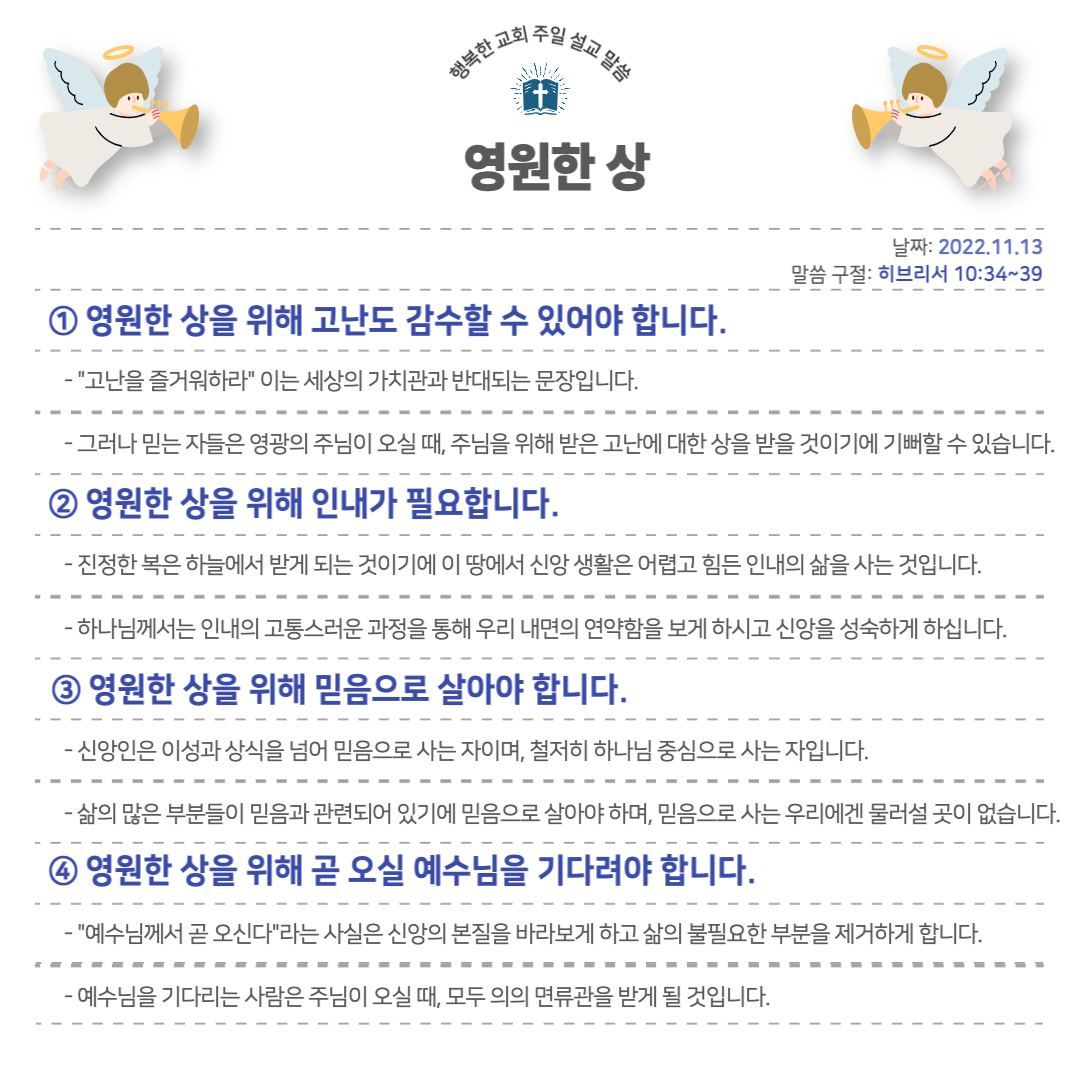 행복한 교회 주일 설교 말씀
영원한 상
날짜: 2022.11.13
말씀 구절: 히브리서 10:34~39
① 영원한 상을 위해 고난도 감수할 수 있어야 합니다.
- "고난을 즐거워하라" 이는 세상의 가치관과 반대되는 문장입니다.
- 그러나 믿는 자들은 영광의 주님이 오실 때, 주님을 위해 받은 고난에 대한 상을 받을 것이기에 기뻐할 수 있습니다.
② 영원한 상을 위해 인내가 필요합니다.
- 진정한 복은 하늘에서 받게 되는 것이기에 이 땅에서 신앙 생활은 어렵고 힘든 인내의 삶을 사는 것입니다.
- 하나님께서는 인내의 고통스러운 과정을 통해 우리 내면의 연약함을 보게 하시고 신앙을 성숙하게 하십니다.
③ 영원한 상을 위해 믿음으로 살아야 합니다.
- 신앙인은 이성과 상식을 넘어 믿음으로 사는 자이며, 철저히 하나님 중심으로 사는 자입니다.
- 삶의 많은 부분들이 믿음과 관련되어 있기에 믿음으로 살아야 하며, 믿음으로 사는 우리에겐 물러설 곳이 없습니다.
④ 영원한 상을 위해 곧 오실 예수님을 기다려야 합니다.
- "예수님께서 곧 오신다"라는 사실은 신앙의 본질을 바라보게 하고 삶의 불필요한 부분을 제거하게 합니다.
- 예수님을 기다리는 사람은 주님이 오실 때, 모두 의의 면류관을 받게 될 것입니다.